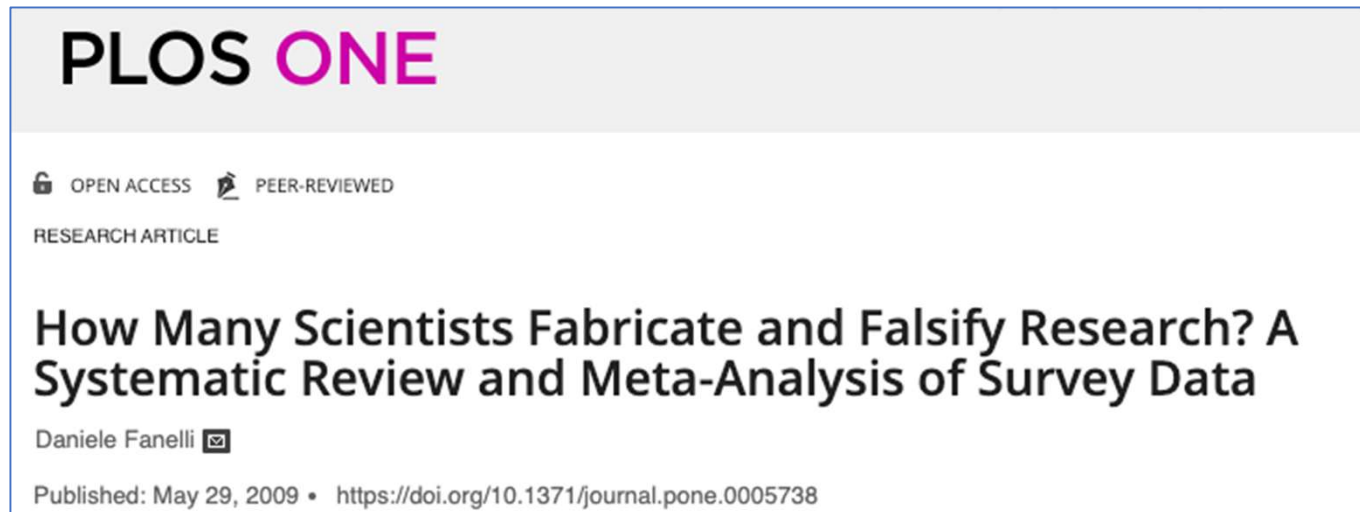 PLOS ONE
OPEN ACCESS PEER-REVIEWED
RESEARCH ARTICLE
How Many Scientists Fabricate and Falsify Research? A
Systematic Review and Meta-Analysis of Survey Data
Daniele Fanelli
Published: May 29, 2009 • https://doi.org/10.1371/journal.pone.0005738